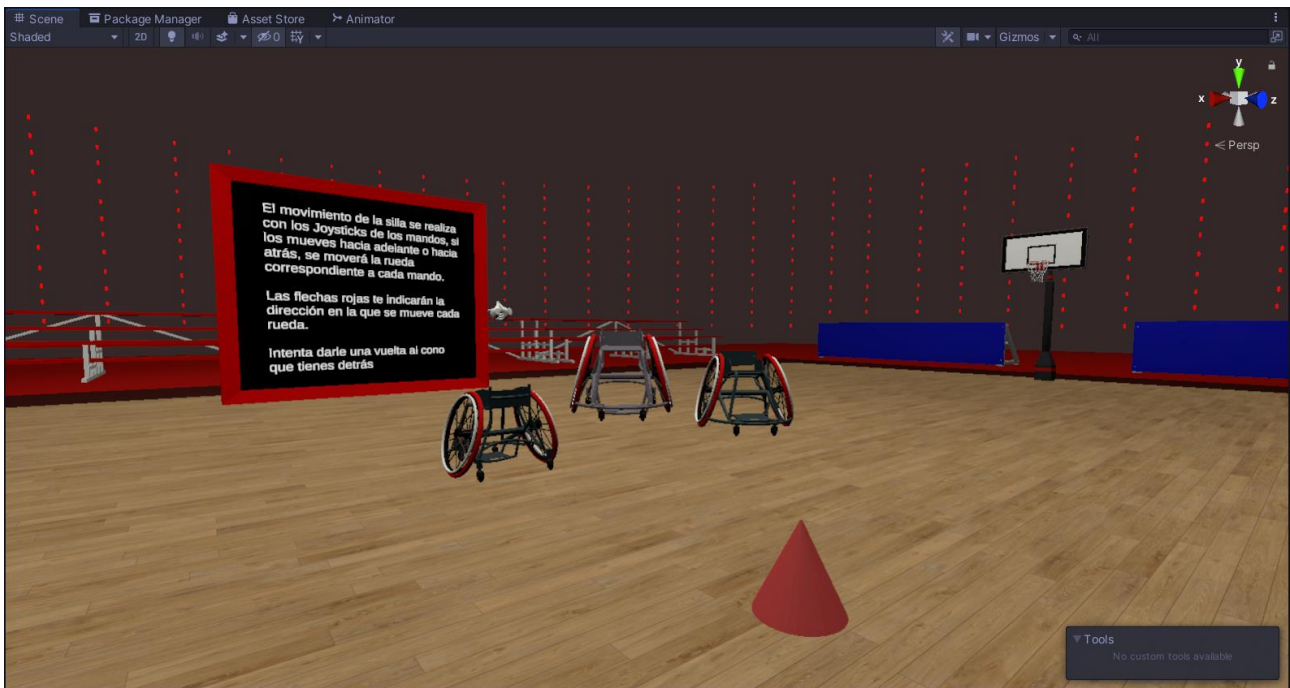 Scene Package Manager Asset Store Animator
Shaded 2D 0 Gizmos All
y
x z
Persp
El movimiento de la silla se realiza
con los Joysticks de los mandos, si
los mueves hacia adelante o hacia
atrás, se moverá la rueda
correspondiente a cada mando.
Las flechas rojas te indicarán la
dirección en la que se mueve cada
rueda.
Intenta darle una vuelta al cono
que tienes detrás
Tools
No custom tools available